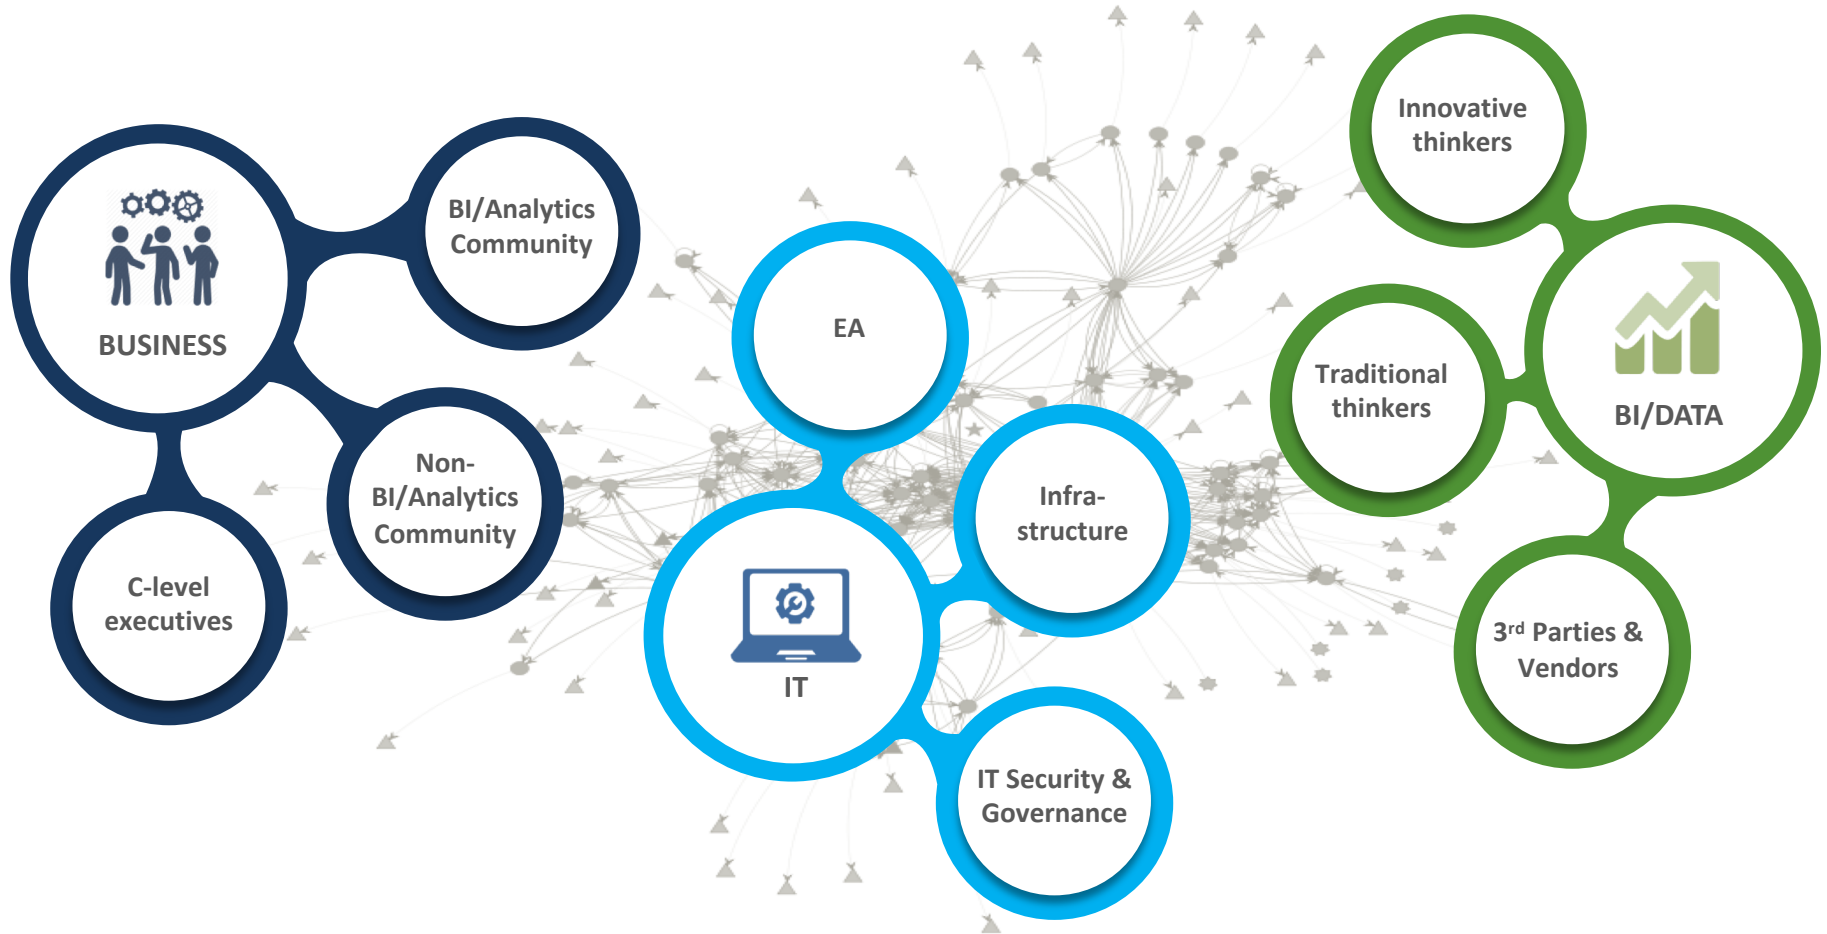 BI/Analytics
Community
BUSINESS
Non-
BI/Analytics
Community
C-level
executives
EA
Infra-
structure
IT
IT Security &
Governance
Innovative
thinkers
Traditional
thinkers
BI/DATA
3rd Parties &
Vendors